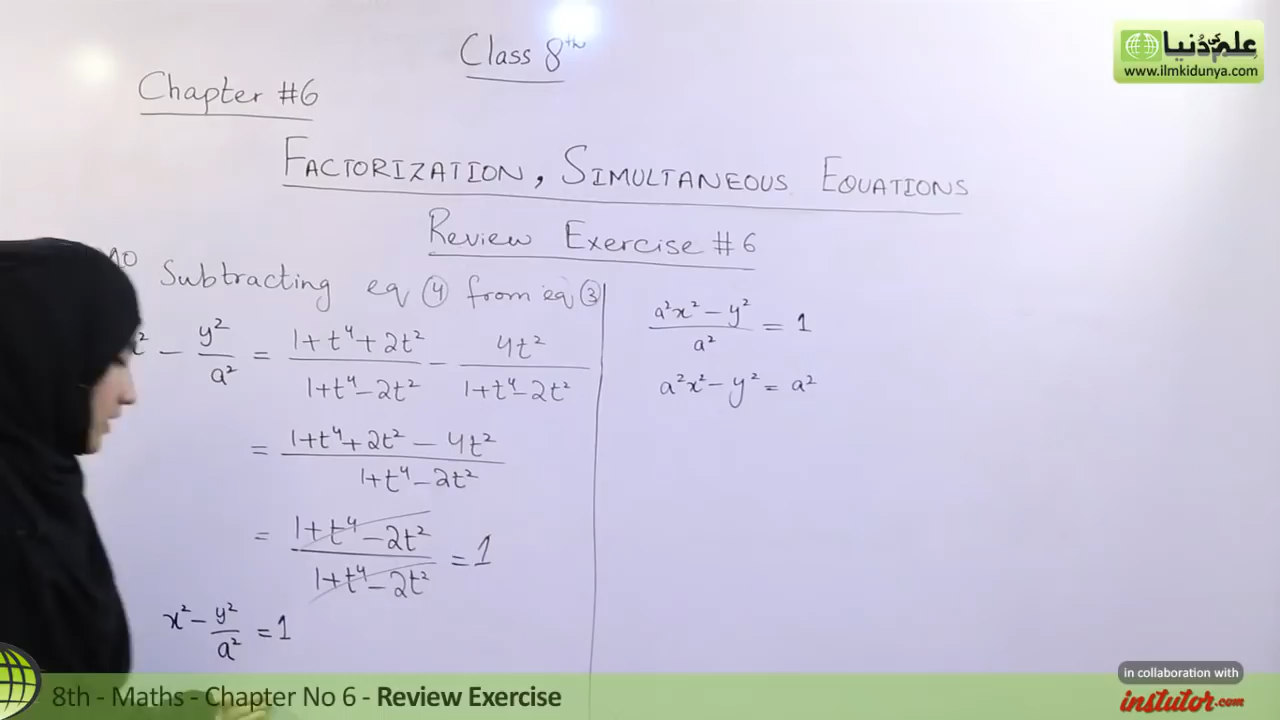 Class 8th
علم کی دُنیا
www.ilmkidunya.com
Chapter #6
FACTORIZATION, SIMULTANEOUS EQUATIONS
Review Exercise #6
Subtracting eq ④ from eq ③
² − y²/a² = (1+t⁴+2t²)/(1+t⁴−2t²) − 4t²/(1+t⁴−2t²)
= (1+t⁴+2t²−4t²)/(1+t⁴−2t²)
= (1+t⁴−2t²)/(1+t⁴−2t²) = 1
x² − y²/a² = 1
(a²x² − y²)/a² = 1
a²x² − y² = a²
in collaboration with
instutor.com
8th - Maths - Chapter No 6 - Review Exercise